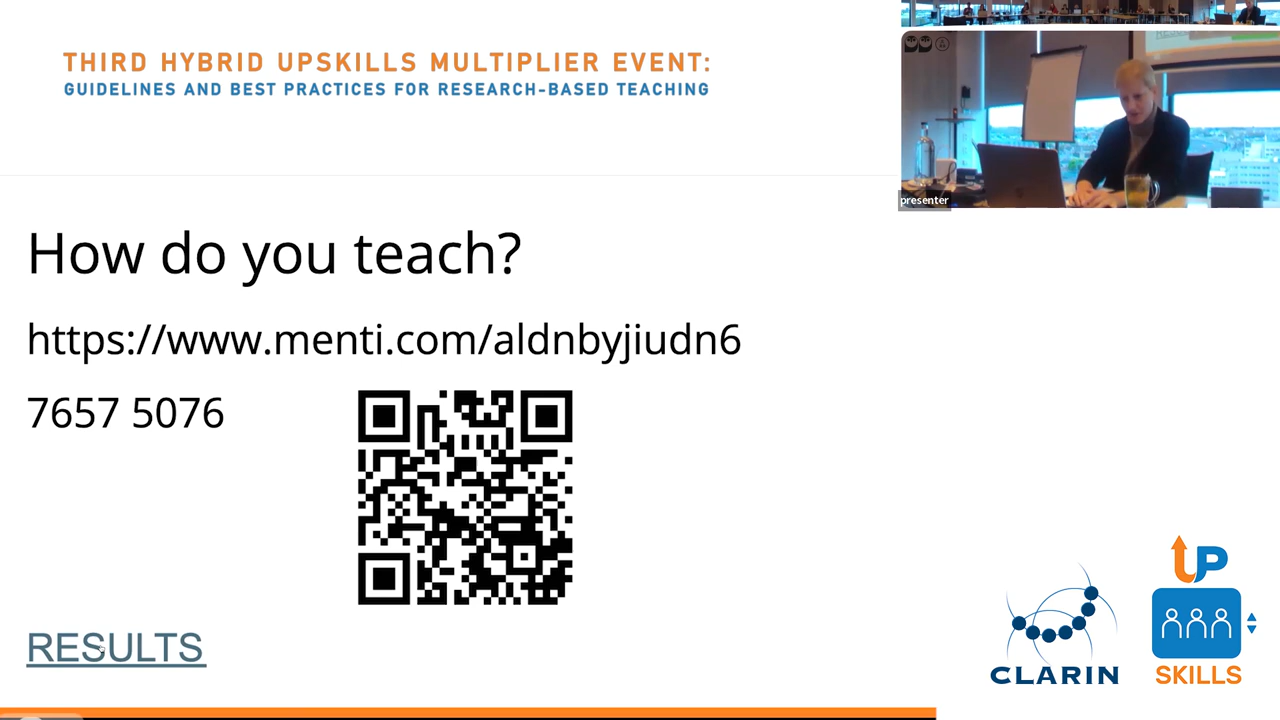 THIRD HYBRID UPSKILLS MULTIPLIER EVENT:
GUIDELINES AND BEST PRACTICES FOR RESEARCH-BASED TEACHING
presenter
How do you teach?
https://www.menti.com/aldnbyjiudn6
7657 5076
RESULTS
CLARIN
UP
SKILLS